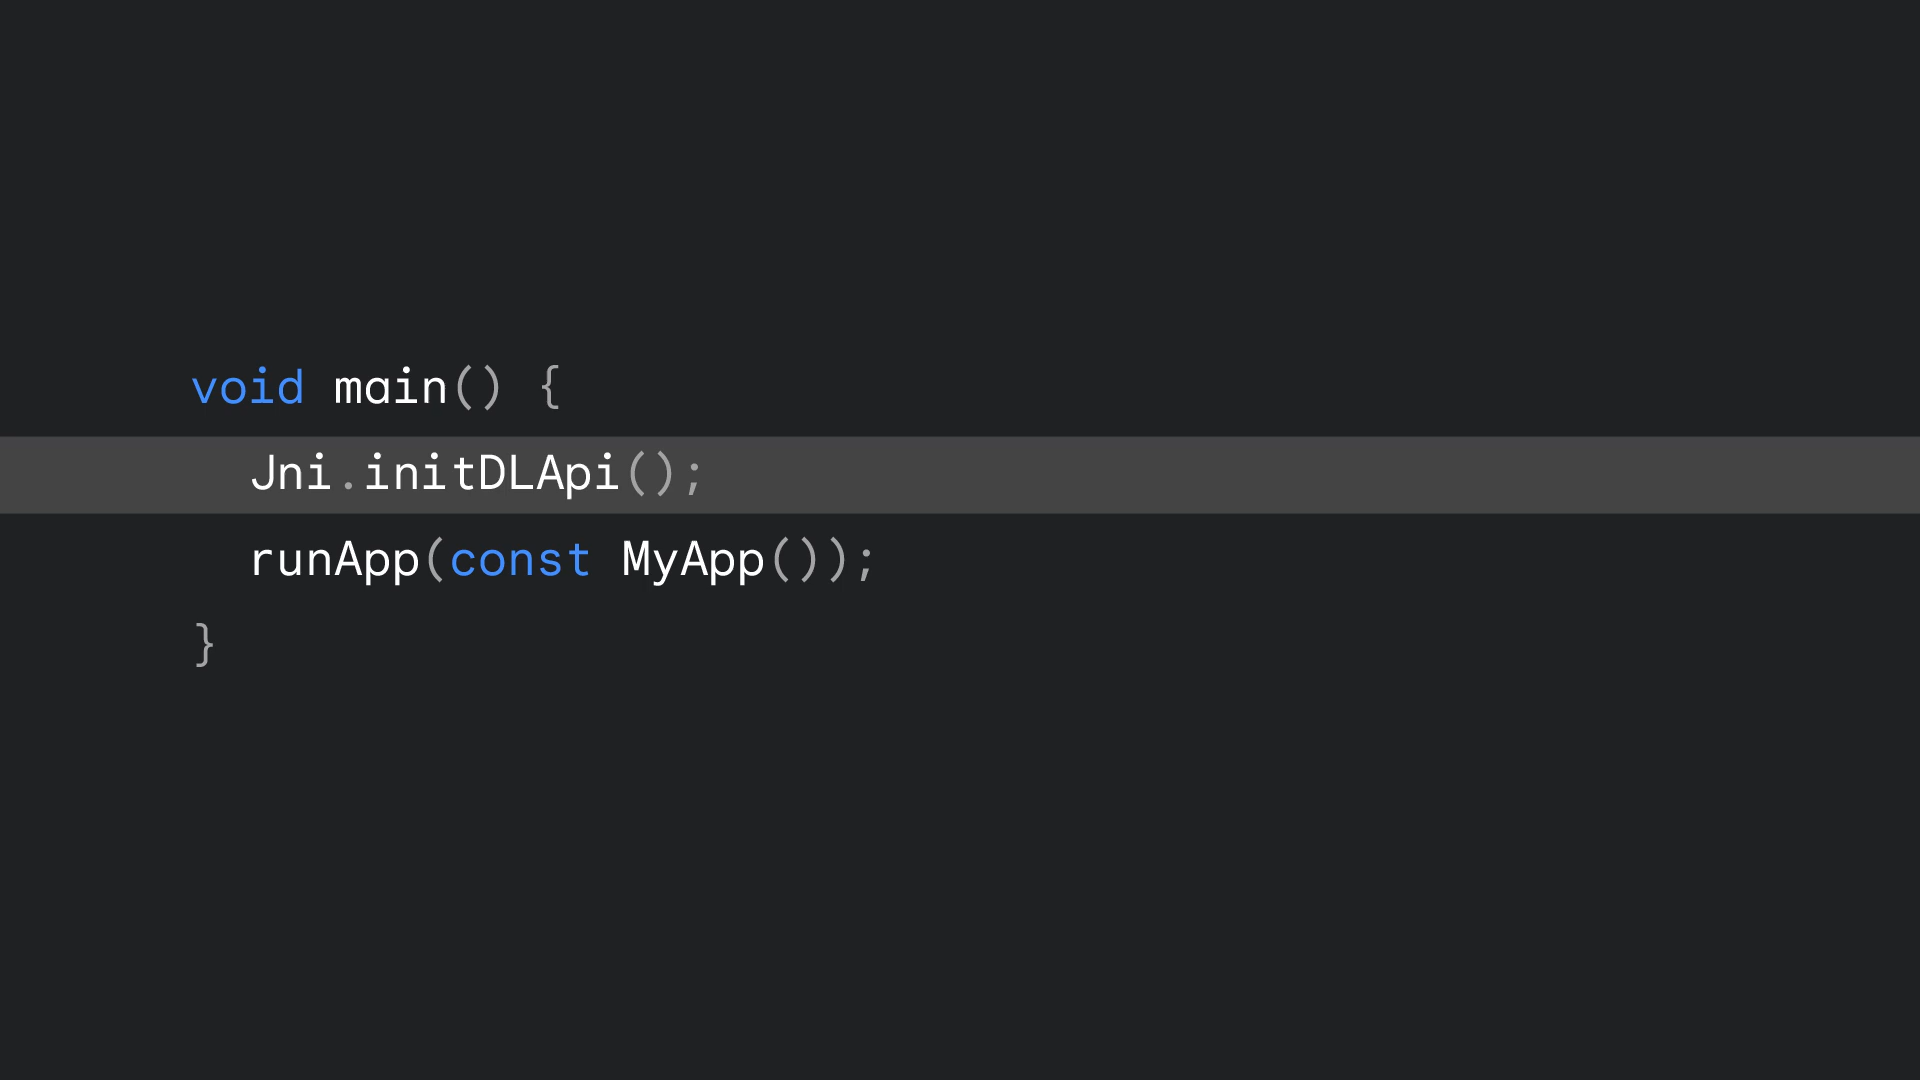 void main() {
  Jni.initDLApi();
  runApp(const MyApp());
}